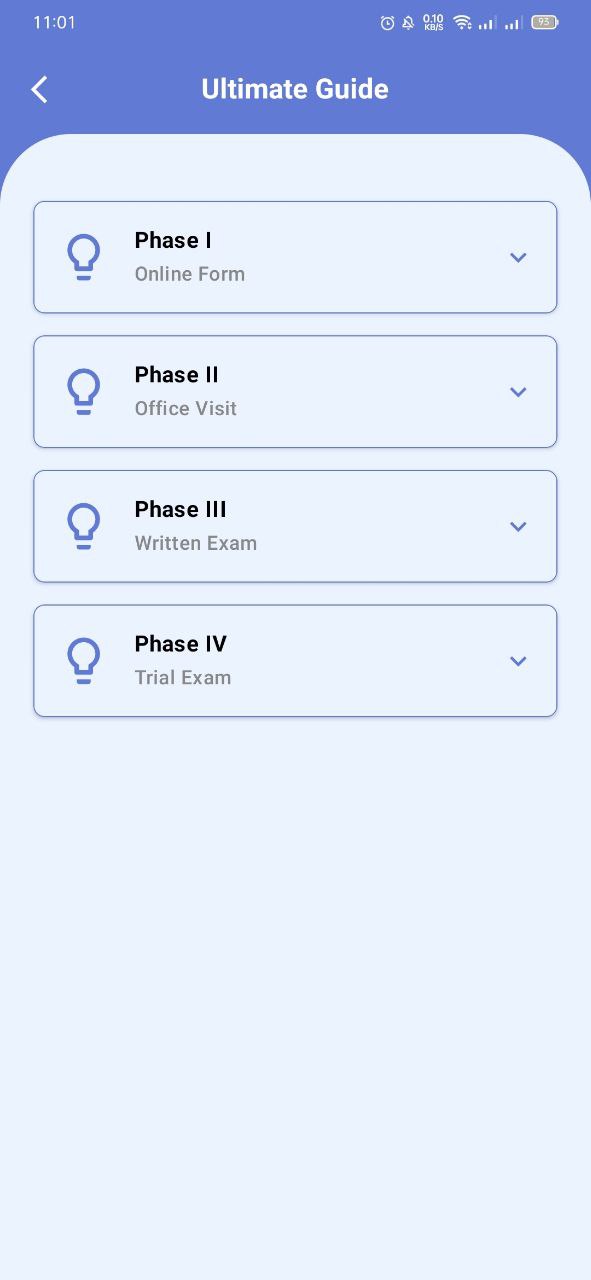 11:01
0.10
KB/S
93
Ultimate Guide
Phase I
Online Form
Phase II
Office Visit
Phase III
Written Exam
Phase IV
Trial Exam